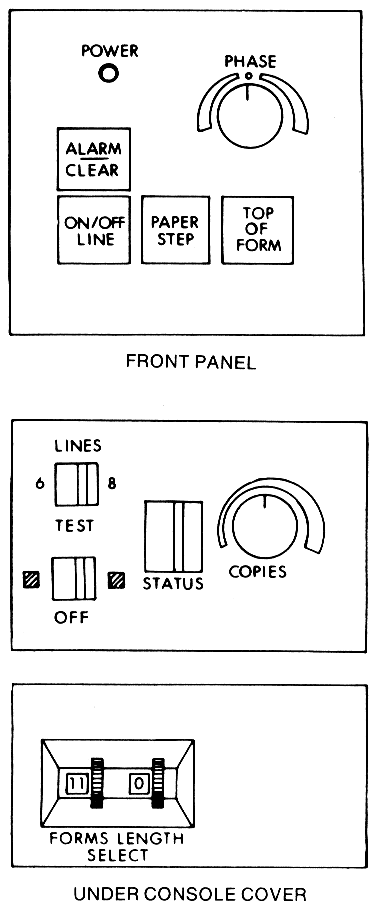 POWER
PHASE
ALARM
CLEAR
ON/OFF
LINE
PAPER
STEP
TOP
OF
FORM
FRONT PANEL
LINES
6 8
TEST
OFF
STATUS
COPIES
11 0
FORMS LENGTH
SELECT
UNDER CONSOLE COVER